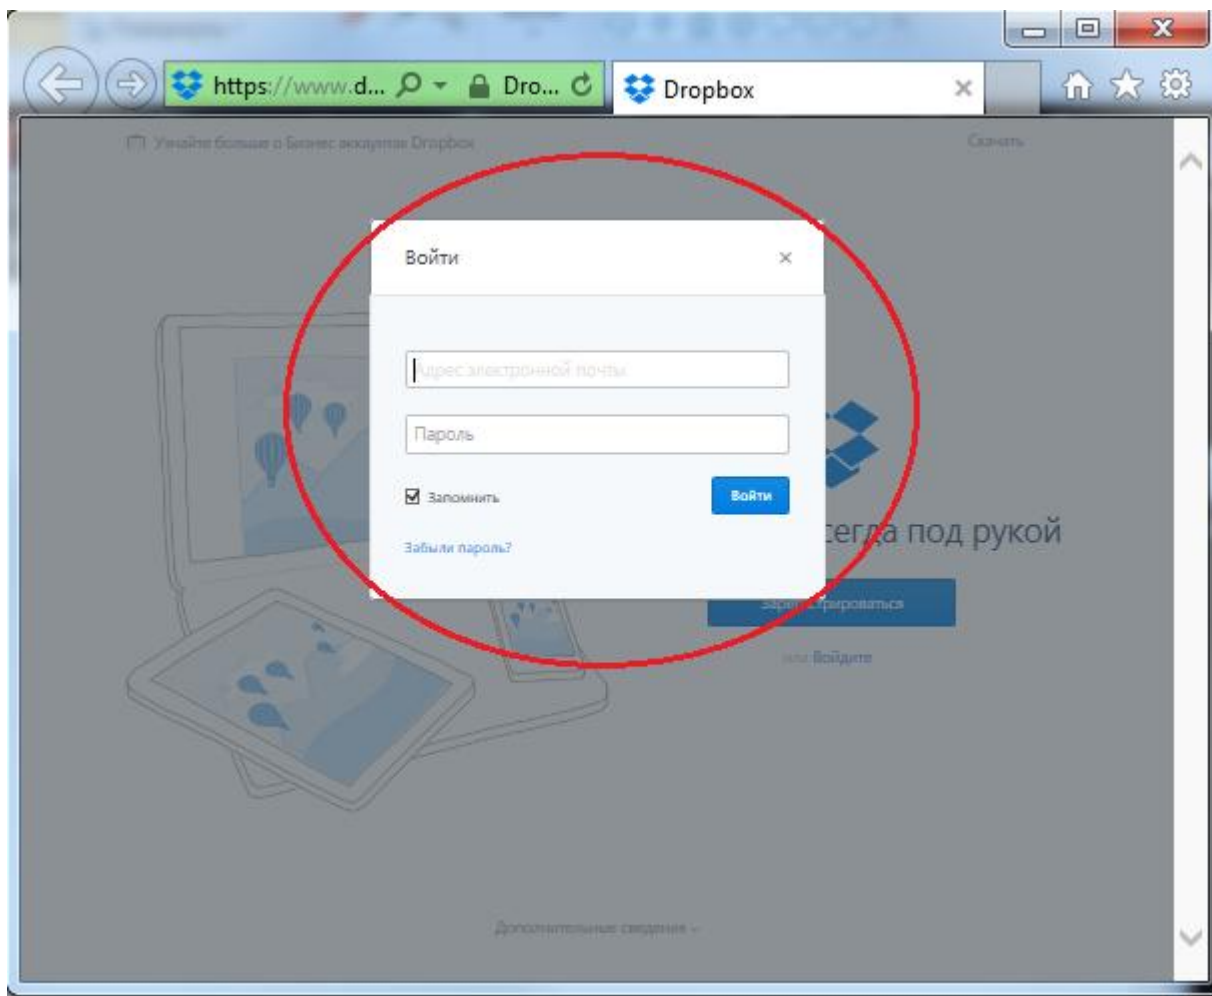 https://www.d... Dro... Dropbox
Узнайте больше о Бизнес аккаунтах Dropbox Скачать
Войти
Адрес электронной почты
Пароль
Запомнить Войти
Забыли пароль?
сегда под рукой
Зарегистрироваться
или Войдите
Дополнительные сведения